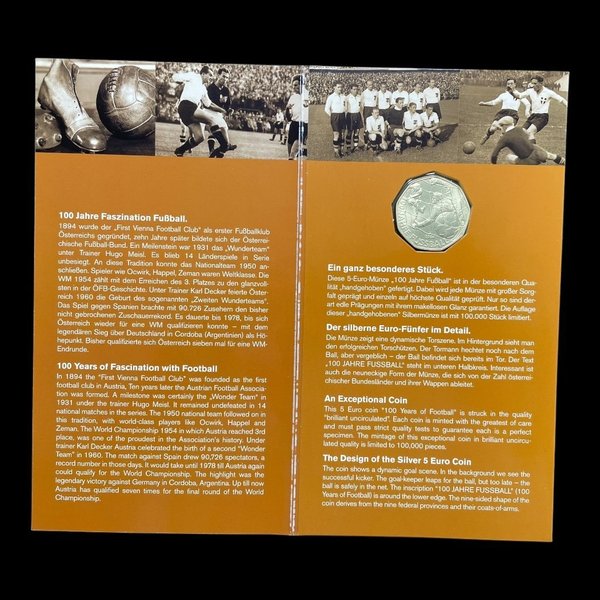 100 Jahre Faszination Fußball.
1894 wurde der „First Vienna Football Club" als erster Fußballklub
Österreichs gegründet, zehn Jahre später bildete sich der Österrei-
chische Fußball-Bund. Ein Meilenstein war 1931 das „Wunderteam"
unter Trainer Hugo Meisl. Es blieb 14 Länderspiele in Serie
unbesiegt. An diese Tradition konnte das Nationalteam 1950 an-
schließen. Spieler wie Ocwirk, Happel, Zeman waren Weltklasse. Die
WM 1954 zählt mit dem Erreichen des 3. Platzes zu den glanzvoll-
sten in der ÖFB-Geschichte. Unter Trainer Karl Decker feierte Öster-
reich 1960 die Geburt des sogenannten „Zweiten Wunderteams".
Das Spiel gegen Spanien brachte mit 90.726 Zusehern den bisher
nicht gebrochenen Zuschauerrekord. Es dauerte bis 1978, bis sich
Österreich wieder für eine WM qualifizieren konnte – mit dem
legendären Sieg über Deutschland in Cordoba (Argentinien) als Hö-
hepunkt. Bisher qualifizierte sich Österreich sieben mal für eine WM-
Endrunde.
100 Years of Fascination with Football
In 1894 the "First Vienna Football Club" was founded as the first
football club in Austria, Ten years later the Austrian Football Associa-
tion was formed. A milestone was certainly the "Wonder Team" in
1931 under the trainer Hugo Meisl. It remained undefeated in 14
national matches in the series. The 1950 national team followed on in
this tradition, with world-class players like Ocwirk, Happel and
Zeman. The World Championship 1954 in which Austria reached 3rd
place, was one of the proudest in the Association's history. Under
trainer Karl Decker Austria celebrated the birth of a second "Wonder
Team" in 1960. The match against Spain drew 90,726 spectators, a
record number in those days. It would take until 1978 till Austria again
could qualify for the World Championship. The highlight was the
legendary victory against Germany in Cordoba, Argentina. Up till now
Austria has qualified seven times for the final round of the World
Championship.
Ein ganz besonderes Stück.
Diese 5-Euro-Münze „100 Jahre Fußball" ist in der besonderen Qua-
lität „handgehoben" gefertigt. Dabei wird jede Münze mit großer Sorg-
falt geprägt und einzeln auf höchste Qualität geprüft. Nur so sind der-
art edle Prägungen mit ihrem makellosen Glanz garantiert. Die Auflage
dieser „handgehobenen" Silbermünze ist mit 100.000 Stück limitiert.
Der silberne Euro-Fünfer im Detail.
Die Münze zeigt eine dynamische Torszene. Im Hintergrund sieht man
den erfolgreichen Torschützen. Der Tormann hechtet noch nach dem
Ball, aber vergeblich – der Ball befindet sich bereits im Tor. Der Text
„100 JAHRE FUSSBALL" steht im unteren Halbkreis. Interessant ist
auch die neuneckige Form der Münze, die sich von der Zahl österrei-
chischer Bundesländer und ihrer Wappen ableitet.
An Exceptional Coin
This 5 Euro coin "100 Years of Football" is struck in the quality
"brilliant uncirculated". Each coin is minted with the greatest of care
and must pass strict quality tests to guarantee each is a perfect
specimen. The mintage of this exceptional coin in brilliant uncircu-
lated quality is limited to 100,000 pieces.
The Design of the Silver 5 Euro Coin
The coin shows a dynamic goal scene. In the background we see the
successful kicker. The goal-keeper leaps for the ball, but too late – the
ball is safely in the net. The inscription "100 JAHRE FUSSBALL" (100
Years of Football) is around the lower edge. The nine-sided shape of the
coin derives from the nine federal provinces and their coats-of-arms.